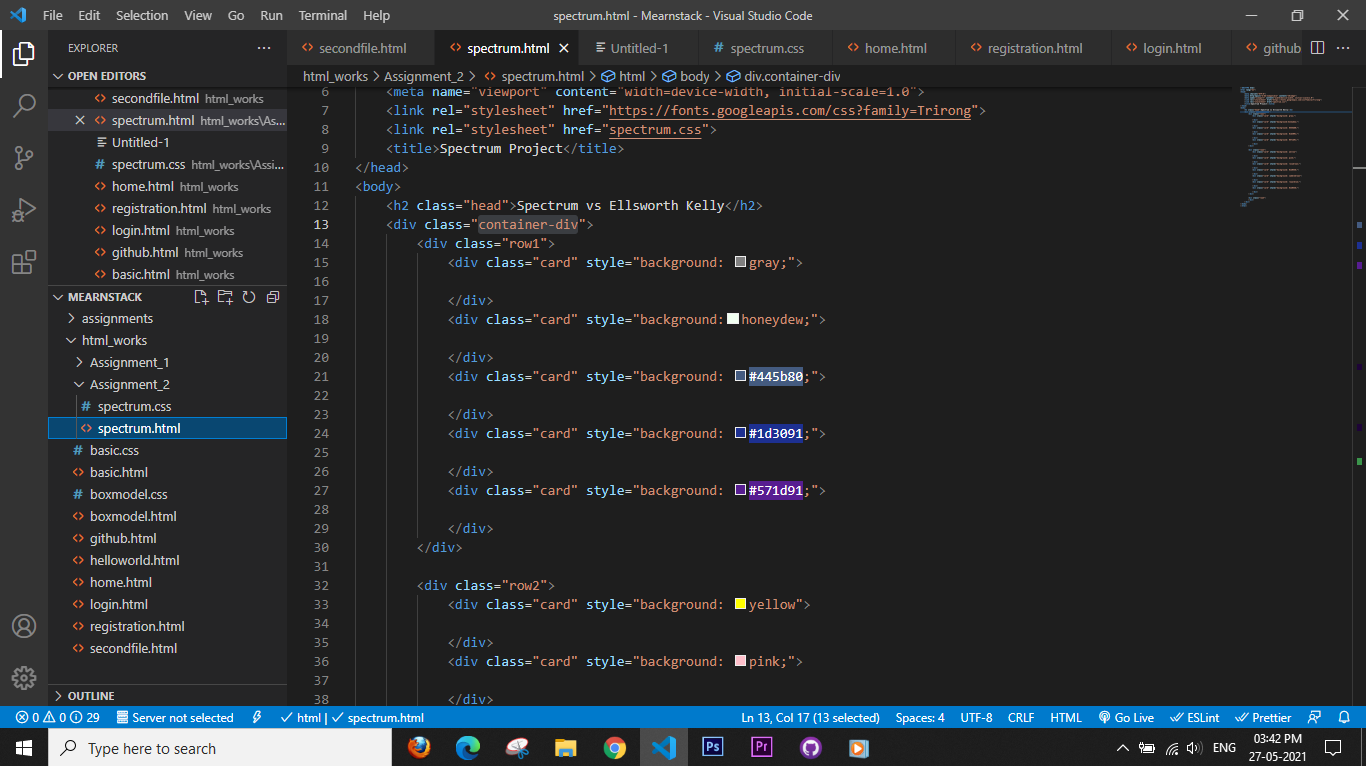 File Edit Selection View Go Run Terminal Help
spectrum.html - Mearnstack - Visual Studio Code
EXPLORER
OPEN EDITORS
secondfile.html html_works
spectrum.html html_works\As...
Untitled-1
spectrum.css html_works\Assi...
home.html html_works
registration.html html_works
login.html html_works
github.html html_works
basic.html html_works
MEARNSTACK
assignments
html_works
Assignment_1
Assignment_2
spectrum.css
spectrum.html
basic.css
basic.html
boxmodel.css
boxmodel.html
github.html
helloworld.html
home.html
login.html
registration.html
secondfile.html
OUTLINE
secondfile.html spectrum.html Untitled-1 spectrum.css home.html registration.html login.html github
html_works > Assignment_2 > spectrum.html > html > body > div.container-div
6 <meta name="viewport" content="width=device-width, initial-scale=1.0">
7 <link rel="stylesheet" href="https://fonts.googleapis.com/css?family=Trirong">
8 <link rel="stylesheet" href="spectrum.css">
9 <title>Spectrum Project</title>
10 </head>
11 <body>
12 <h2 class="head">Spectrum vs Ellsworth Kelly</h2>
13 <div class="container-div">
14 <div class="row1">
15 <div class="card" style="background: gray;">
16
17 </div>
18 <div class="card" style="background:honeydew;">
19
20 </div>
21 <div class="card" style="background: #445b80;">
22
23 </div>
24 <div class="card" style="background: #1d3091;">
25
26 </div>
27 <div class="card" style="background: #571d91;">
28
29 </div>
30 </div>
31
32 <div class="row2">
33 <div class="card" style="background: yellow">
34
35 </div>
36 <div class="card" style="background: pink;">
37
38 </div>
0 0 29 Server not selected html | spectrum.html
Ln 13, Col 17 (13 selected) Spaces: 4 UTF-8 CRLF HTML Go Live ESLint Prettier
Type here to search
Ps Pr
ENG
03:42 PM
27-05-2021